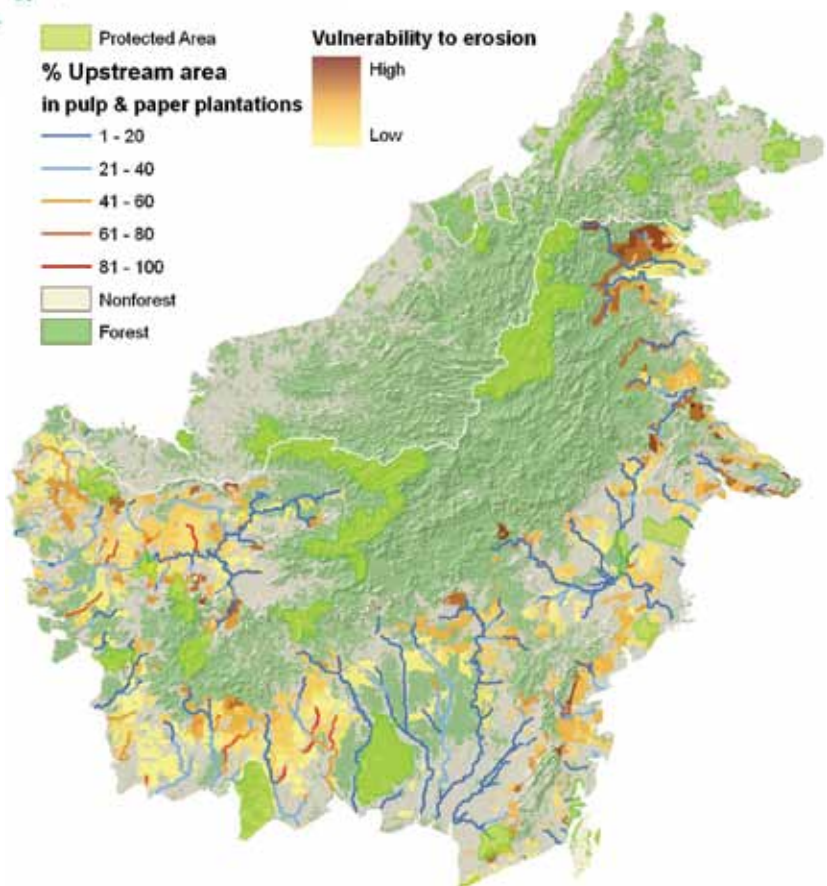 Protected Area
% Upstream area
in pulp & paper plantations
1 - 20
21 - 40
41 - 60
61 - 80
81 - 100
Nonforest
Forest
Vulnerability to erosion
High
Low